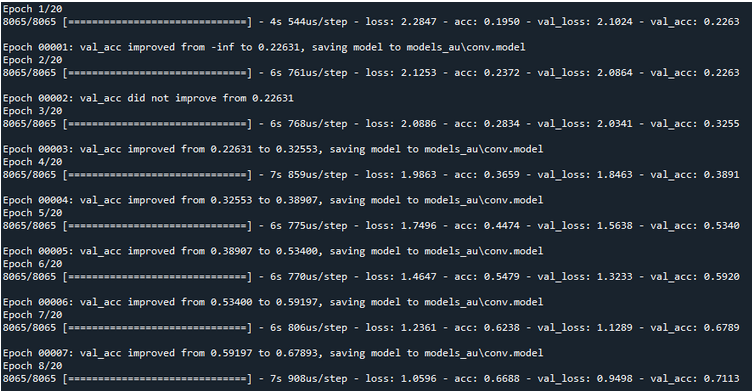 Epoch 1/20
8065/8065 [==============================] - 4s 544us/step - loss: 2.2847 - acc: 0.1950 - val_loss: 2.1024 - val_acc: 0.2263
Epoch 00001: val_acc improved from -inf to 0.22631, saving model to models_au\conv.model
Epoch 2/20
8065/8065 [==============================] - 6s 761us/step - loss: 2.1253 - acc: 0.2372 - val_loss: 2.0864 - val_acc: 0.2263
Epoch 00002: val_acc did not improve from 0.22631
Epoch 3/20
8065/8065 [==============================] - 6s 768us/step - loss: 2.0886 - acc: 0.2834 - val_loss: 2.0341 - val_acc: 0.3255
Epoch 00003: val_acc improved from 0.22631 to 0.32553, saving model to models_au\conv.model
Epoch 4/20
8065/8065 [==============================] - 7s 859us/step - loss: 1.9863 - acc: 0.3659 - val_loss: 1.8463 - val_acc: 0.3891
Epoch 00004: val_acc improved from 0.32553 to 0.38907, saving model to models_au\conv.model
Epoch 5/20
8065/8065 [==============================] - 6s 775us/step - loss: 1.7496 - acc: 0.4474 - val_loss: 1.5638 - val_acc: 0.5340
Epoch 00005: val_acc improved from 0.38907 to 0.53400, saving model to models_au\conv.model
Epoch 6/20
8065/8065 [==============================] - 6s 770us/step - loss: 1.4647 - acc: 0.5479 - val_loss: 1.3233 - val_acc: 0.5920
Epoch 00006: val_acc improved from 0.53400 to 0.59197, saving model to models_au\conv.model
Epoch 7/20
8065/8065 [==============================] - 6s 806us/step - loss: 1.2361 - acc: 0.6238 - val_loss: 1.1289 - val_acc: 0.6789
Epoch 00007: val_acc improved from 0.59197 to 0.67893, saving model to models_au\conv.model
Epoch 8/20
8065/8065 [==============================] - 7s 908us/step - loss: 1.0596 - acc: 0.6688 - val_loss: 0.9498 - val_acc: 0.7113